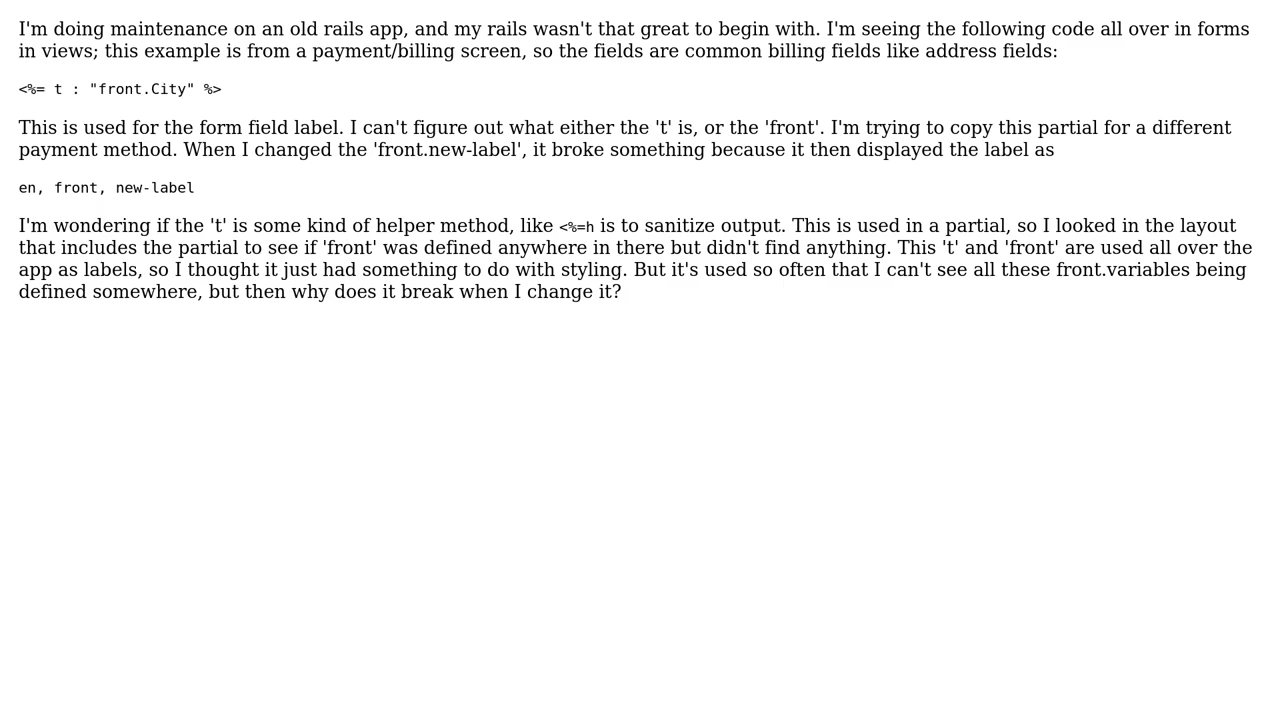 I'm doing maintenance on an old rails app, and my rails wasn't that great to begin with. I'm seeing the following code all over in forms
in views; this example is from a payment/billing screen, so the fields are common billing fields like address fields:
<%= t : "front.City" %>
This is used for the form field label. I can't figure out what either the 't' is, or the 'front'. I'm trying to copy this partial for a different
payment method. When I changed the 'front.new-label', it broke something because it then displayed the label as
en, front, new-label
I'm wondering if the 't' is some kind of helper method, like <%=h is to sanitize output. This is used in a partial, so I looked in the layout
that includes the partial to see if 'front' was defined anywhere in there but didn't find anything. This 't' and 'front' are used all over the
app as labels, so I thought it just had something to do with styling. But it's used so often that I can't see all these front.variables being
defined somewhere, but then why does it break when I change it?